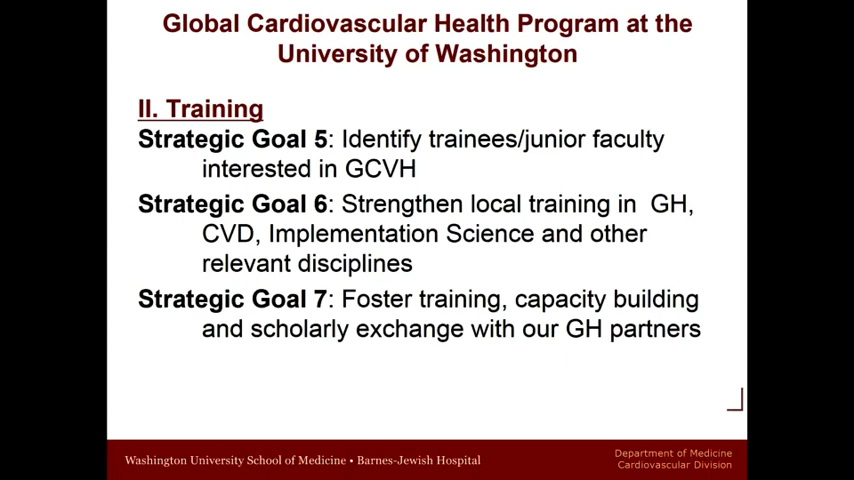 Global Cardiovascular Health Program at the
University of Washington
II. Training
Strategic Goal 5: Identify trainees/junior faculty
interested in GCVH
Strategic Goal 6: Strengthen local training in GH,
CVD, Implementation Science and other
relevant disciplines
Strategic Goal 7: Foster training, capacity building
and scholarly exchange with our GH partners
Washington University School of Medicine • Barnes-Jewish Hospital
Department of Medicine
Cardiovascular Division